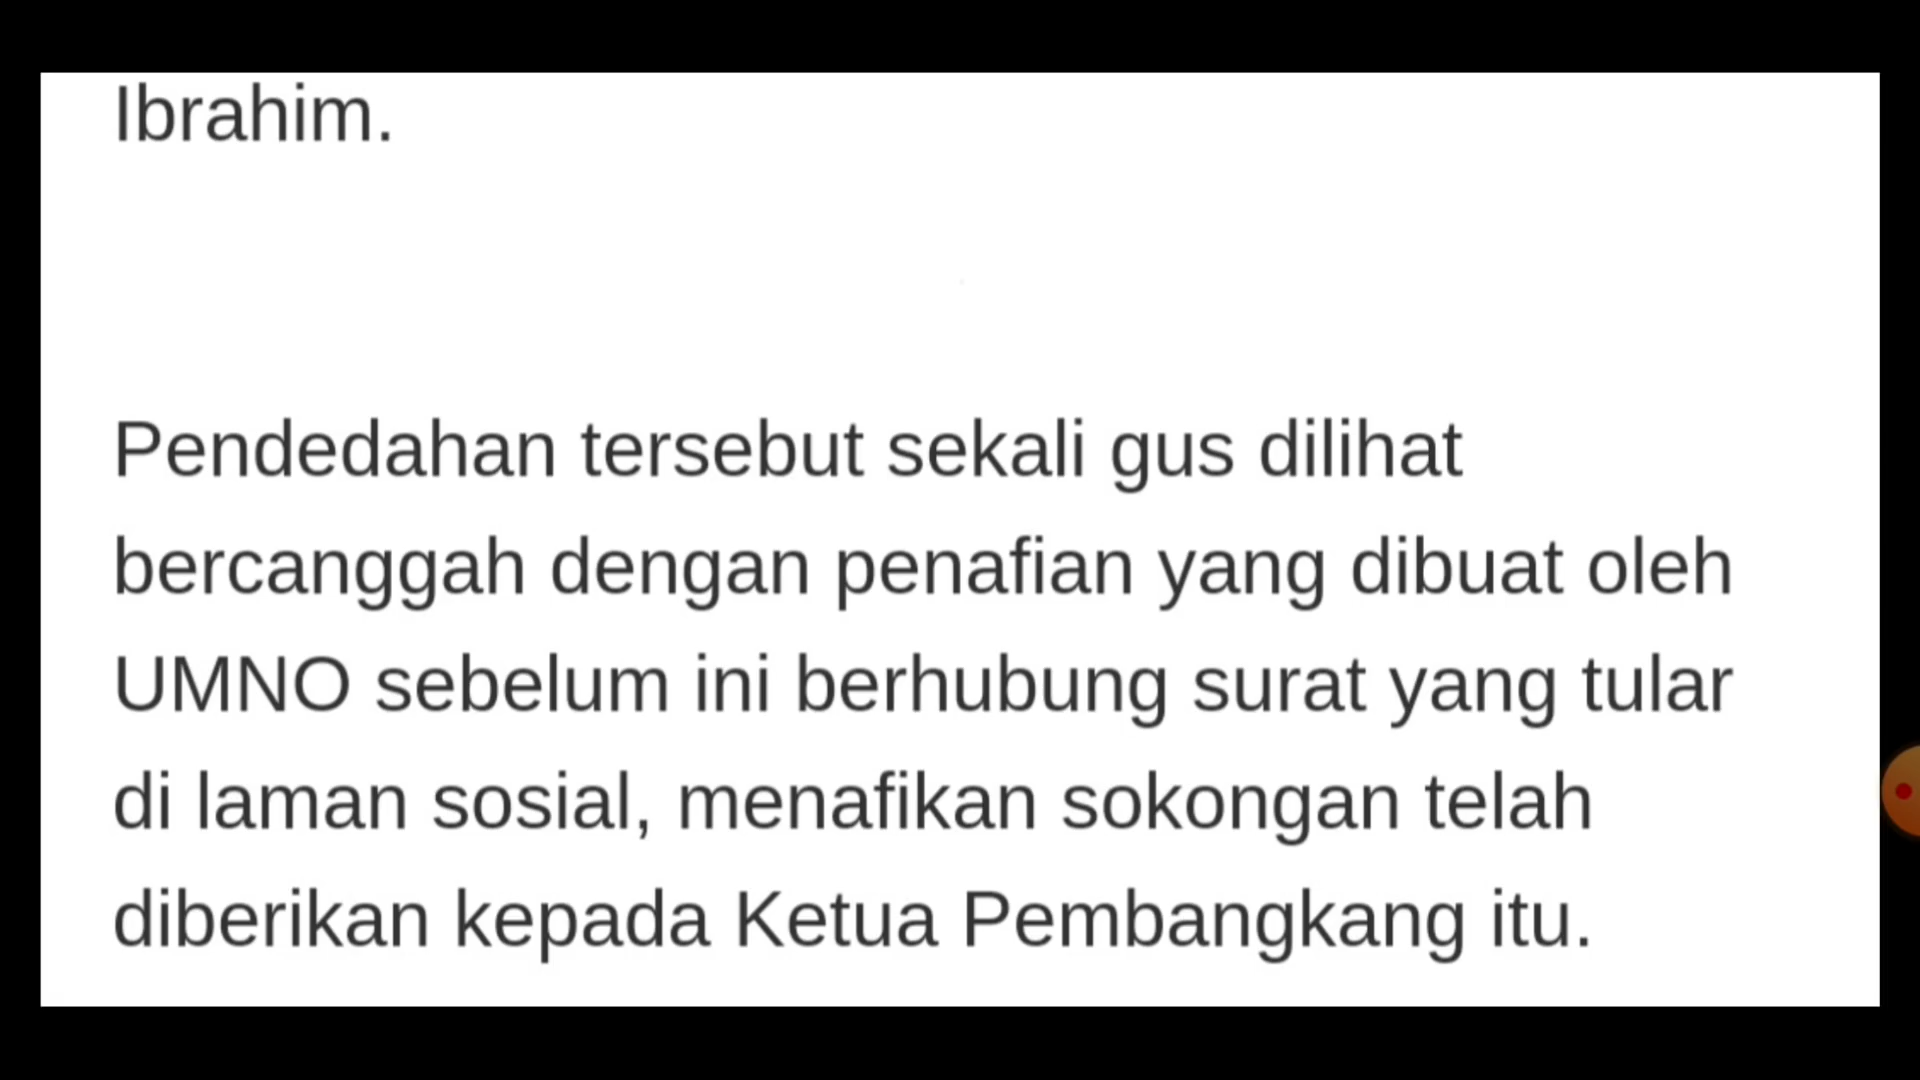 Ibrahim.
Pendedahan tersebut sekali gus dilihat
bercanggah dengan penafian yang dibuat oleh
UMNO sebelum ini berhubung surat yang tular
di laman sosial, menafikan sokongan telah
diberikan kepada Ketua Pembangkang itu.